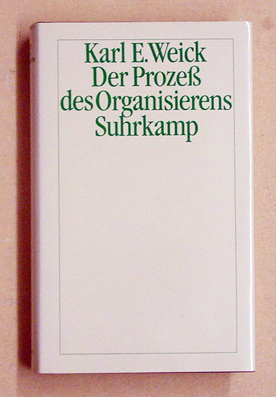 Karl E. Weick
Der Prozeß
des Organisierens
Suhrkamp